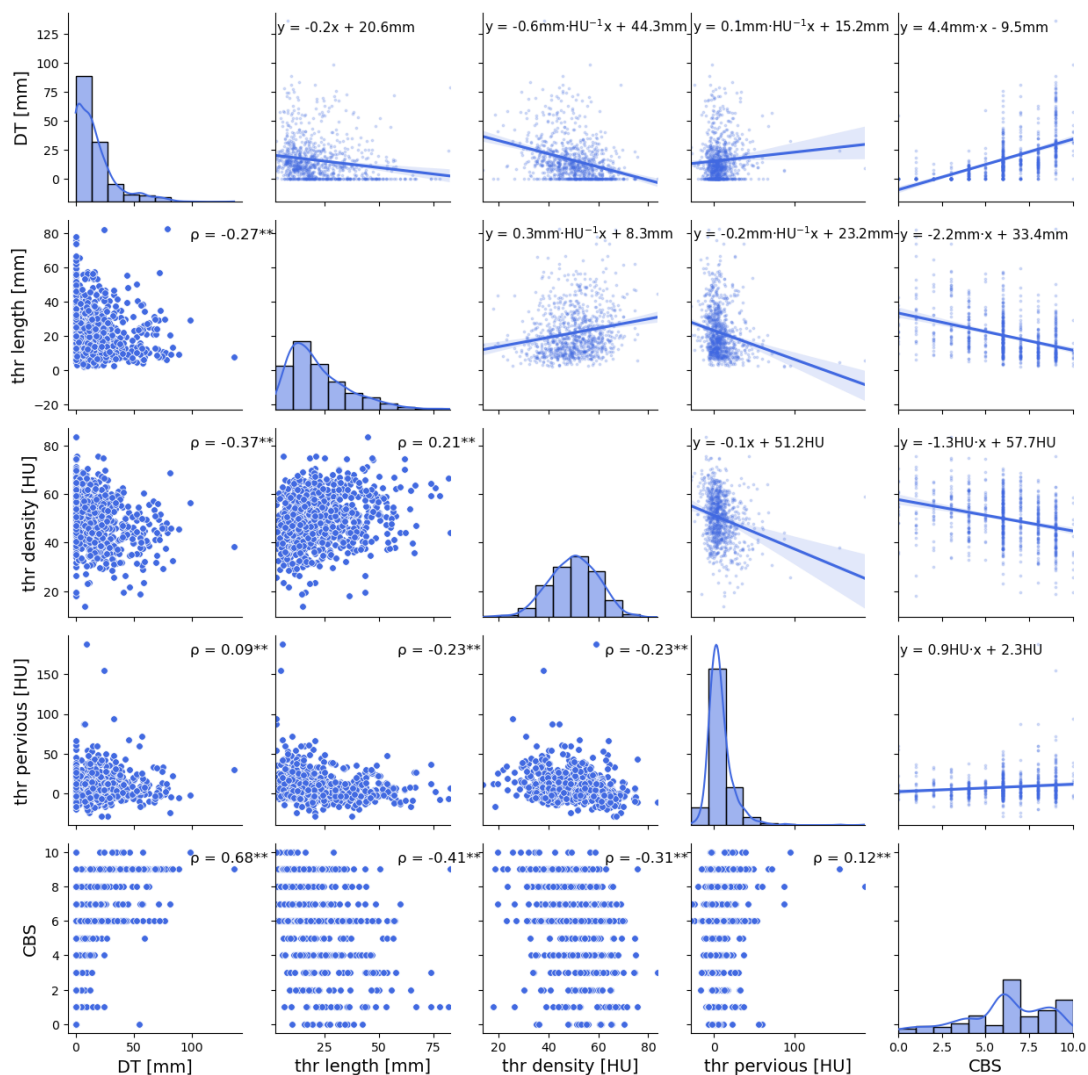 y = -0.2x + 20.6mm
y = -0.6mm·HU⁻¹x + 44.3mm
y = 0.1mm·HU⁻¹x + 15.2mm
y = 4.4mm·x - 9.5mm
DT [mm]
125
100
75
50
25
0
ρ = -0.27**
y = 0.3mm·HU⁻¹x + 8.3mm
y = -0.2mm·HU⁻¹x + 23.2mm
y = -2.2mm·x + 33.4mm
thr length [mm]
80
60
40
20
0
−20
ρ = -0.37**
ρ = 0.21**
y = -0.1x + 51.2HU
y = -1.3HU·x + 57.7HU
thr density [HU]
80
60
40
20
ρ = 0.09**
ρ = -0.23**
ρ = -0.23**
y = 0.9HU·x + 2.3HU
thr pervious [HU]
150
100
50
0
ρ = 0.68**
ρ = -0.41**
ρ = -0.31**
ρ = 0.12**
CBS
10
8
6
4
2
0
0 50 100
25 50 75
20 40 60 80
0 100
0.0 2.5 5.0 7.5 10.0
DT [mm]
thr length [mm]
thr density [HU]
thr pervious [HU]
CBS